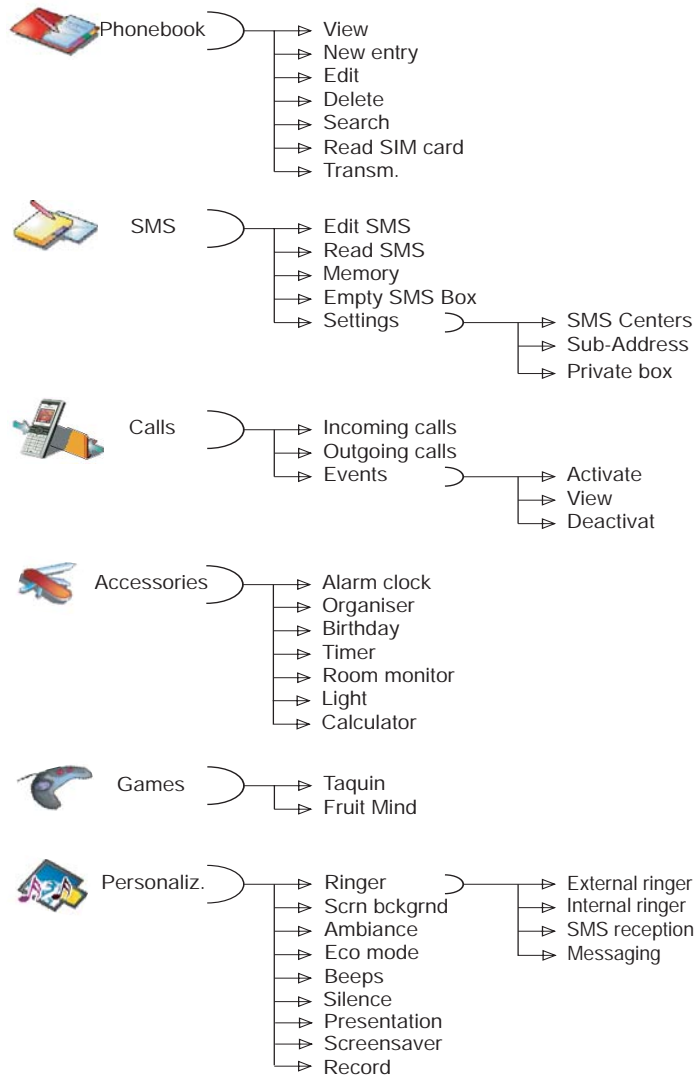 Phonebook
View
New entry
Edit
Delete
Search
Read SIM card
Transm.
SMS
Edit SMS
Read SMS
Memory
Empty SMS Box
Settings
SMS Centers
Sub-Address
Private box
Calls
Incoming calls
Outgoing calls
Events
Activate
View
Deactivat
Accessories
Alarm clock
Organiser
Birthday
Timer
Room monitor
Light
Calculator
Games
Taquin
Fruit Mind
Personaliz.
Ringer
External ringer
Internal ringer
SMS reception
Messaging
Scrn bckgrnd
Ambiance
Eco mode
Beeps
Silence
Presentation
Screensaver
Record